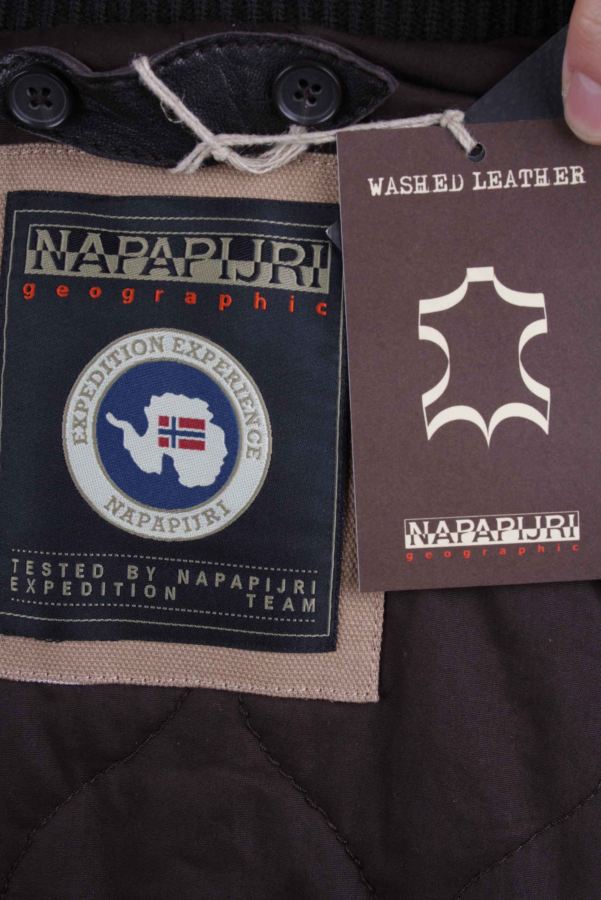 NAPAPIJRI
geographic
EXPEDITION EXPERIENCE
NAPAPIJRI
TESTED BY NAPAPIJRI
EXPEDITION TEAM
WASHED LEATHER
NAPAPIJRI
geographic